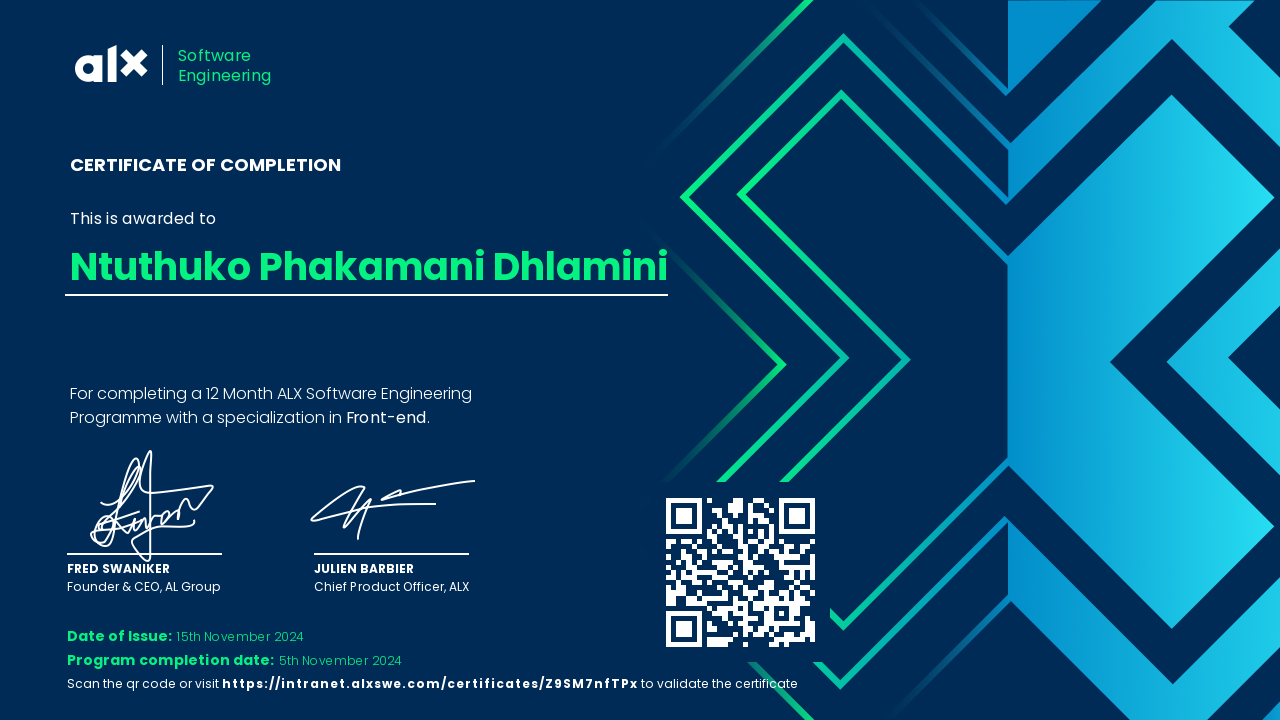 alx
Software
Engineering
CERTIFICATE OF COMPLETION
This is awarded to
Ntuthuko Phakamani Dhlamini
For completing a 12 Month ALX Software Engineering
Programme with a specialization in Front-end.
FRED SWANIKER
Founder & CEO, AL Group
JULIEN BARBIER
Chief Product Officer, ALX
Date of Issue: 15th November 2024
Program completion date: 5th November 2024
Scan the qr code or visit https://intranet.alxswe.com/certificates/Z9SM7nfTPx to validate the certificate